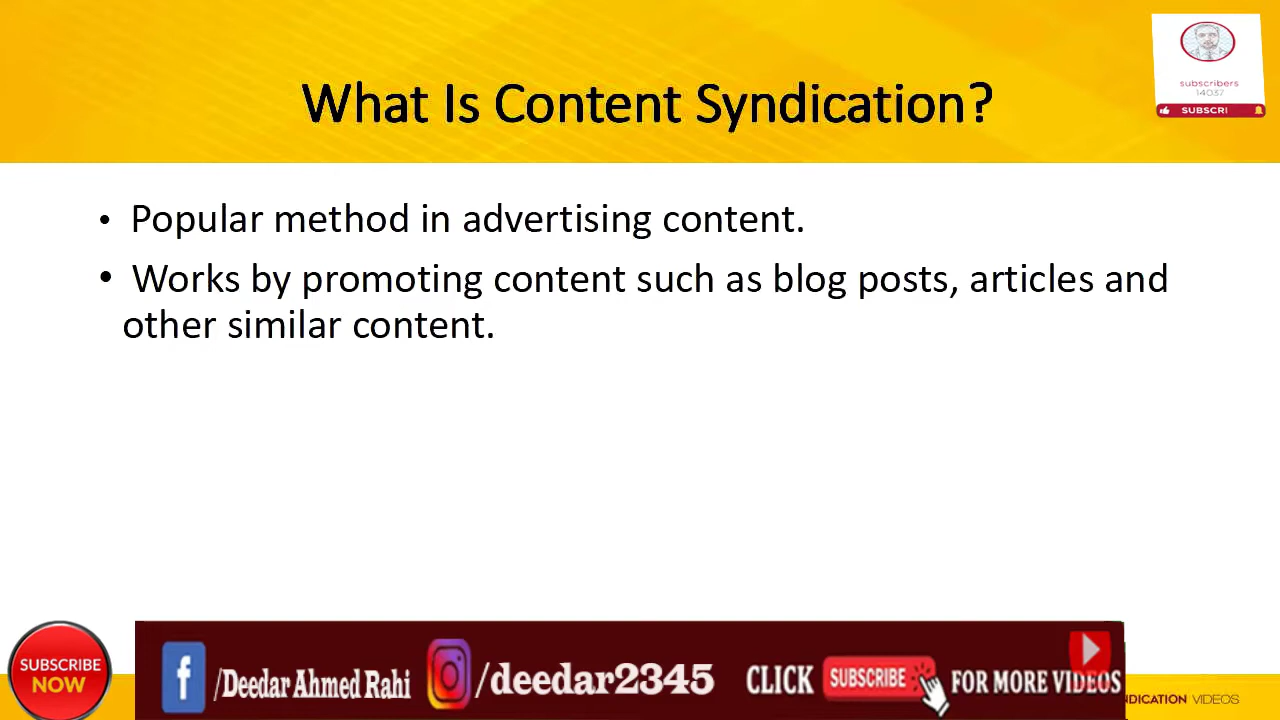 What Is Content Syndication?
subscribers
14037
SUBSCRI
• Popular method in advertising content.
• Works by promoting content such as blog posts, articles and
other similar content.
SUBSCRIBE
NOW
/Deedar Ahmed Rahi
/deedar2345
CLICK SUBSCRIBE FOR MORE VIDEOS
NDICATION VIDEOS